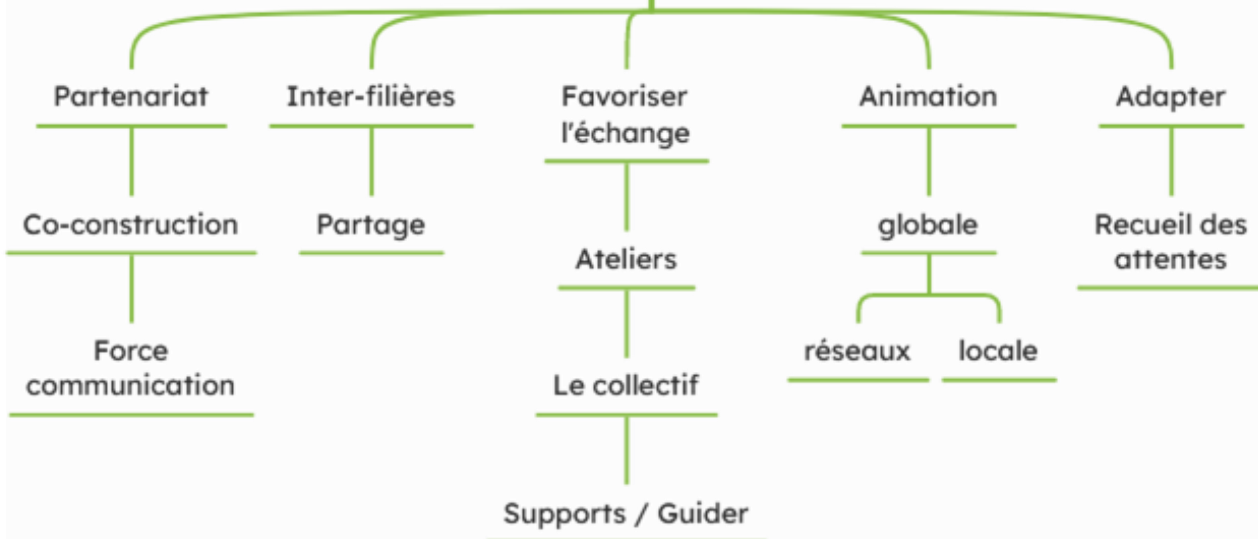 Partenariat
Inter-filières
Favoriser
l'échange
Animation
Adapter
Co-construction
Partage
Ateliers
globale
Recueil des
attentes
Force
communication
Le collectif
réseaux
locale
Supports / Guider